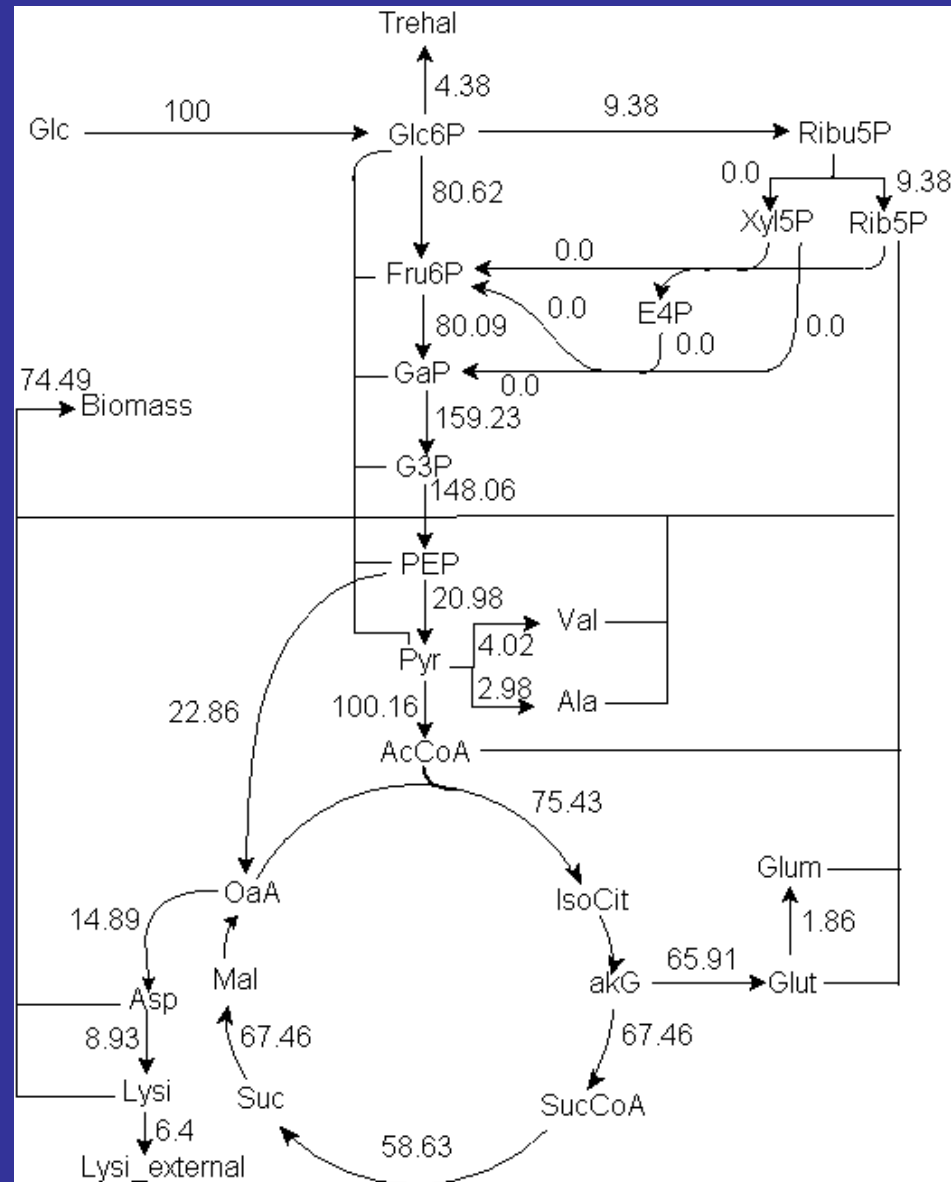 Trehal
4.38
Glc 100 Glc6P 9.38 Ribu5P
80.62 0.0 9.38
Xyl5P Rib5P
Fru6P 0.0
E4P
80.09 0.0 0.0 0.0
GaP 0.0
74.49
Biomass
159.23
G3P
148.06
PEP
20.98
Val
4.02
Pyr
2.98
Ala
22.86
100.16
AcCoA
75.43
Glum
OaA IsoCit
14.89 1.86
Mal akG 65.91 Glut
Asp
8.93 67.46 67.46
Lysi Suc SucCoA
6.4
58.63
Lysi_external